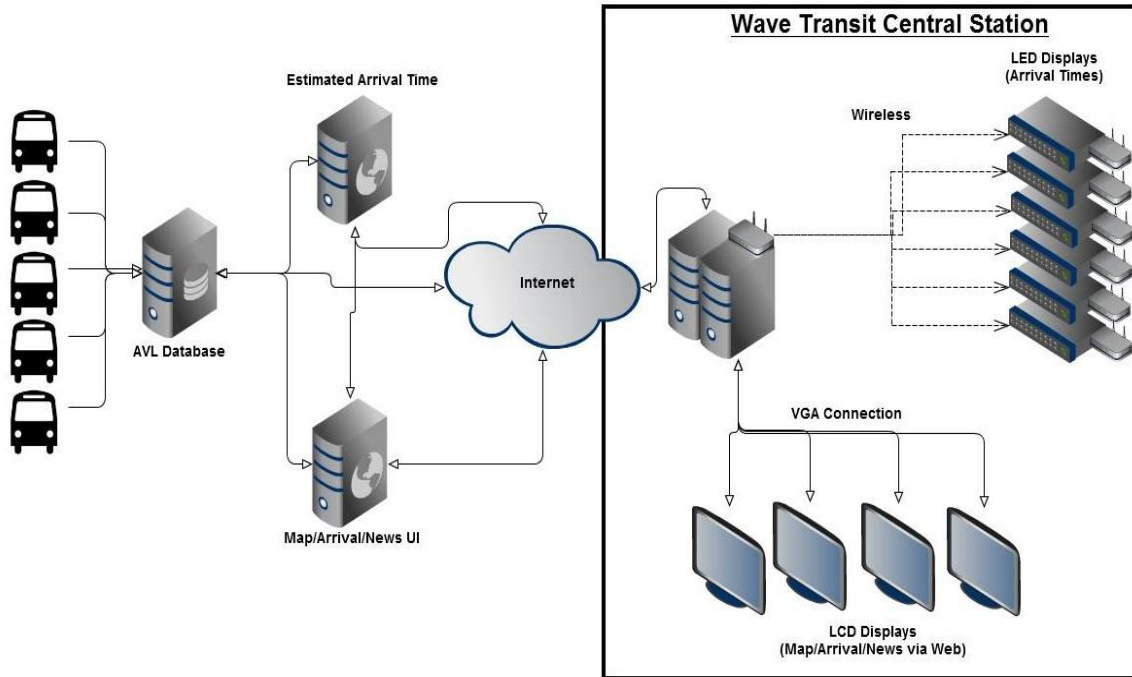 Wave Transit Central Station
Estimated Arrival Time
LED Displays
(Arrival Times)
Wireless
Internet
AVL Database
VGA Connection
Map/Arrival/News UI
LCD Displays
(Map/Arrival/News via Web)